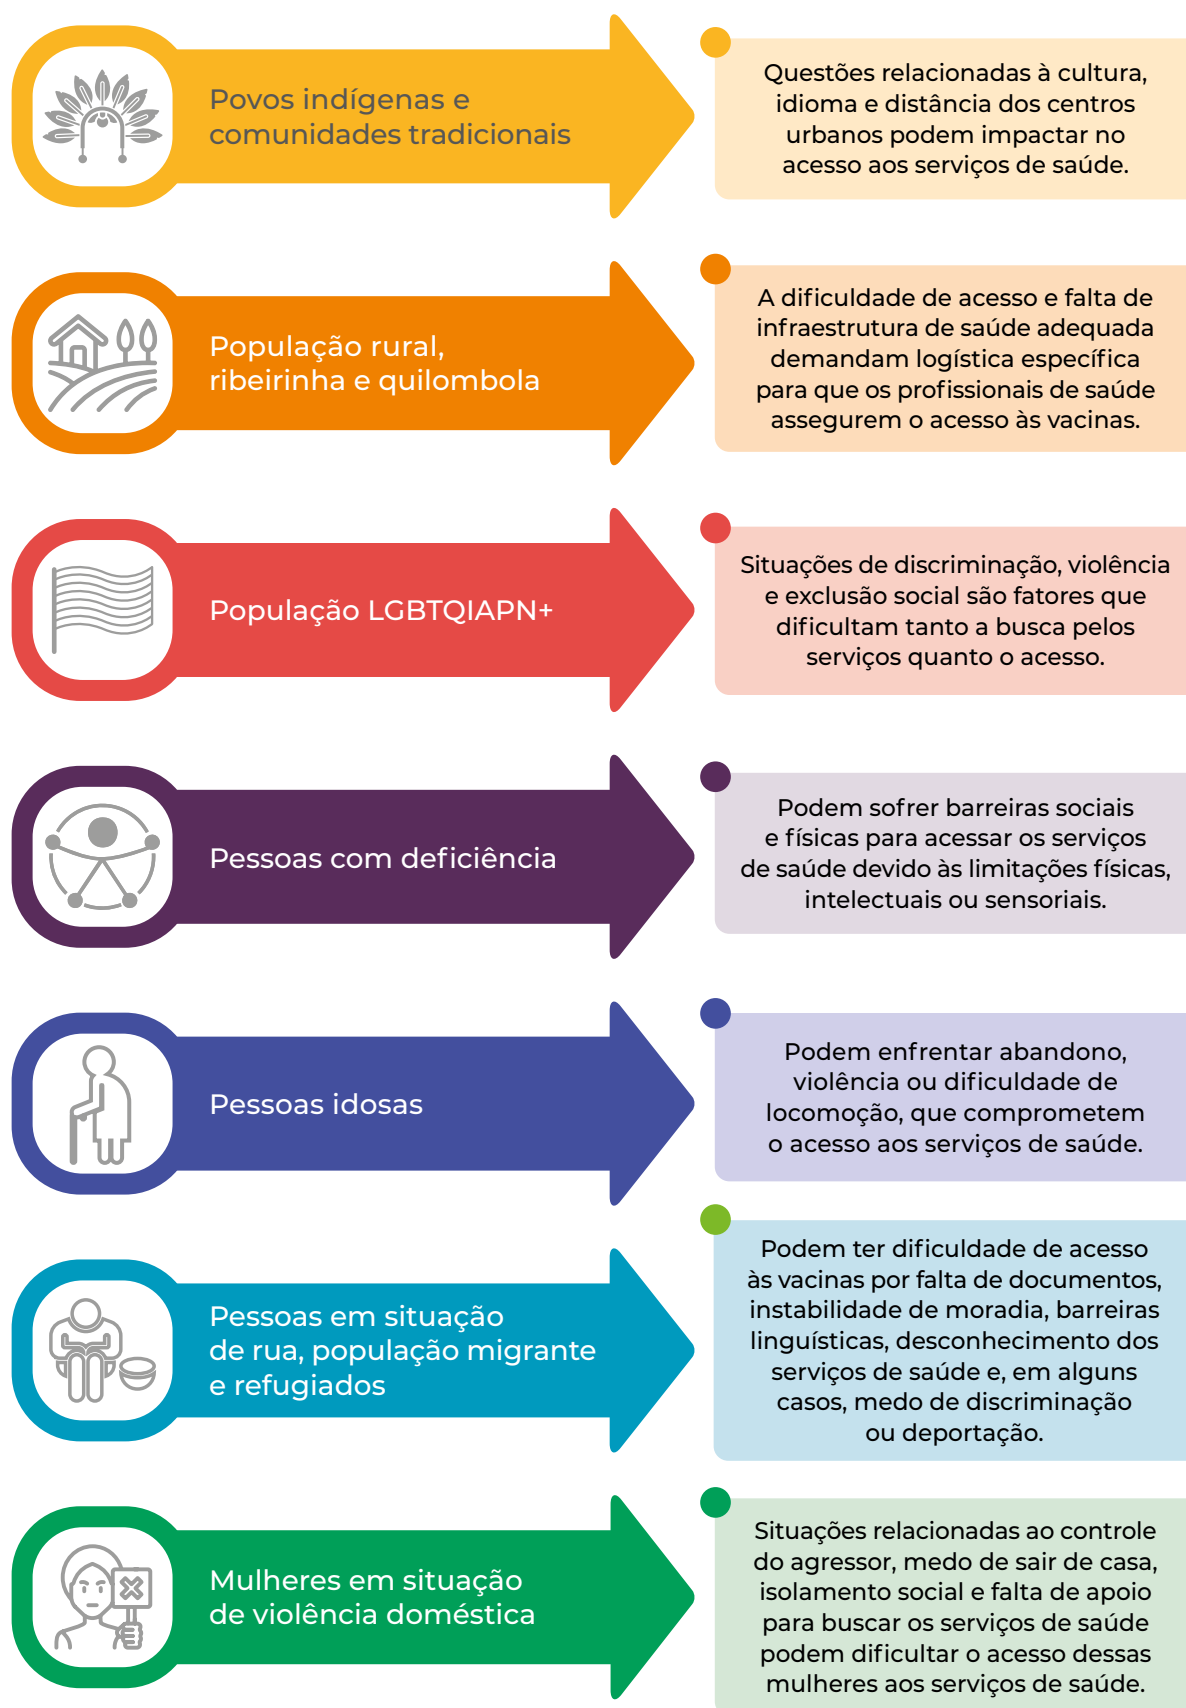 Povos indígenas e
comunidades tradicionais
Questões relacionadas à cultura,
idioma e distância dos centros
urbanos podem impactar no
acesso aos serviços de saúde.
População rural,
ribeirinha e quilombola
A dificuldade de acesso e falta de
infraestrutura de saúde adequada
demandam logística específica
para que os profissionais de saúde
assegurem o acesso às vacinas.
População LGBTQIAPN+
Situações de discriminação, violência
e exclusão social são fatores que
dificultam tanto a busca pelos
serviços quanto o acesso.
Pessoas com deficiência
Podem sofrer barreiras sociais
e físicas para acessar os serviços
de saúde devido às limitações físicas,
intelectuais ou sensoriais.
Pessoas idosas
Podem enfrentar abandono,
violência ou dificuldade de
locomoção, que comprometem
o acesso aos serviços de saúde.
Pessoas em situação
de rua, população migrante
e refugiados
Podem ter dificuldade de acesso
às vacinas por falta de documentos,
instabilidade de moradia, barreiras
linguísticas, desconhecimento dos
serviços de saúde e, em alguns
casos, medo de discriminação
ou deportação.
Mulheres em situação
de violência doméstica
Situações relacionadas ao controle
do agressor, medo de sair de casa,
isolamento social e falta de apoio
para buscar os serviços de saúde
podem dificultar o acesso dessas
mulheres aos serviços de saúde.